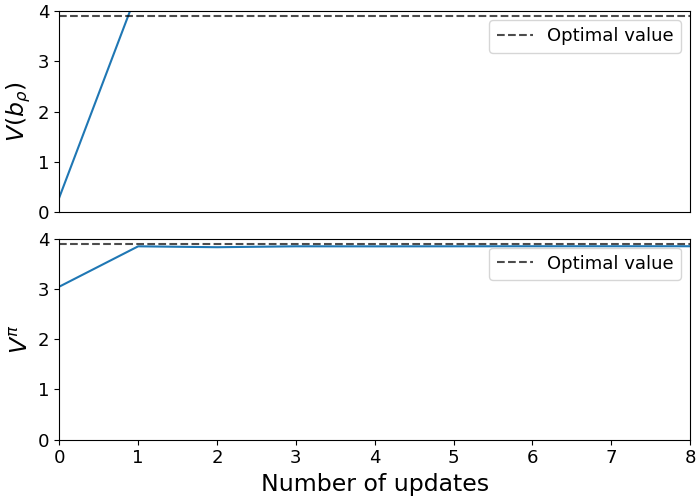 4
3
2
1
0
V(b_ρ)
Optimal value
4
3
2
1
0
V^π
Optimal value
0 1 2 3 4 5 6 7 8
Number of updates